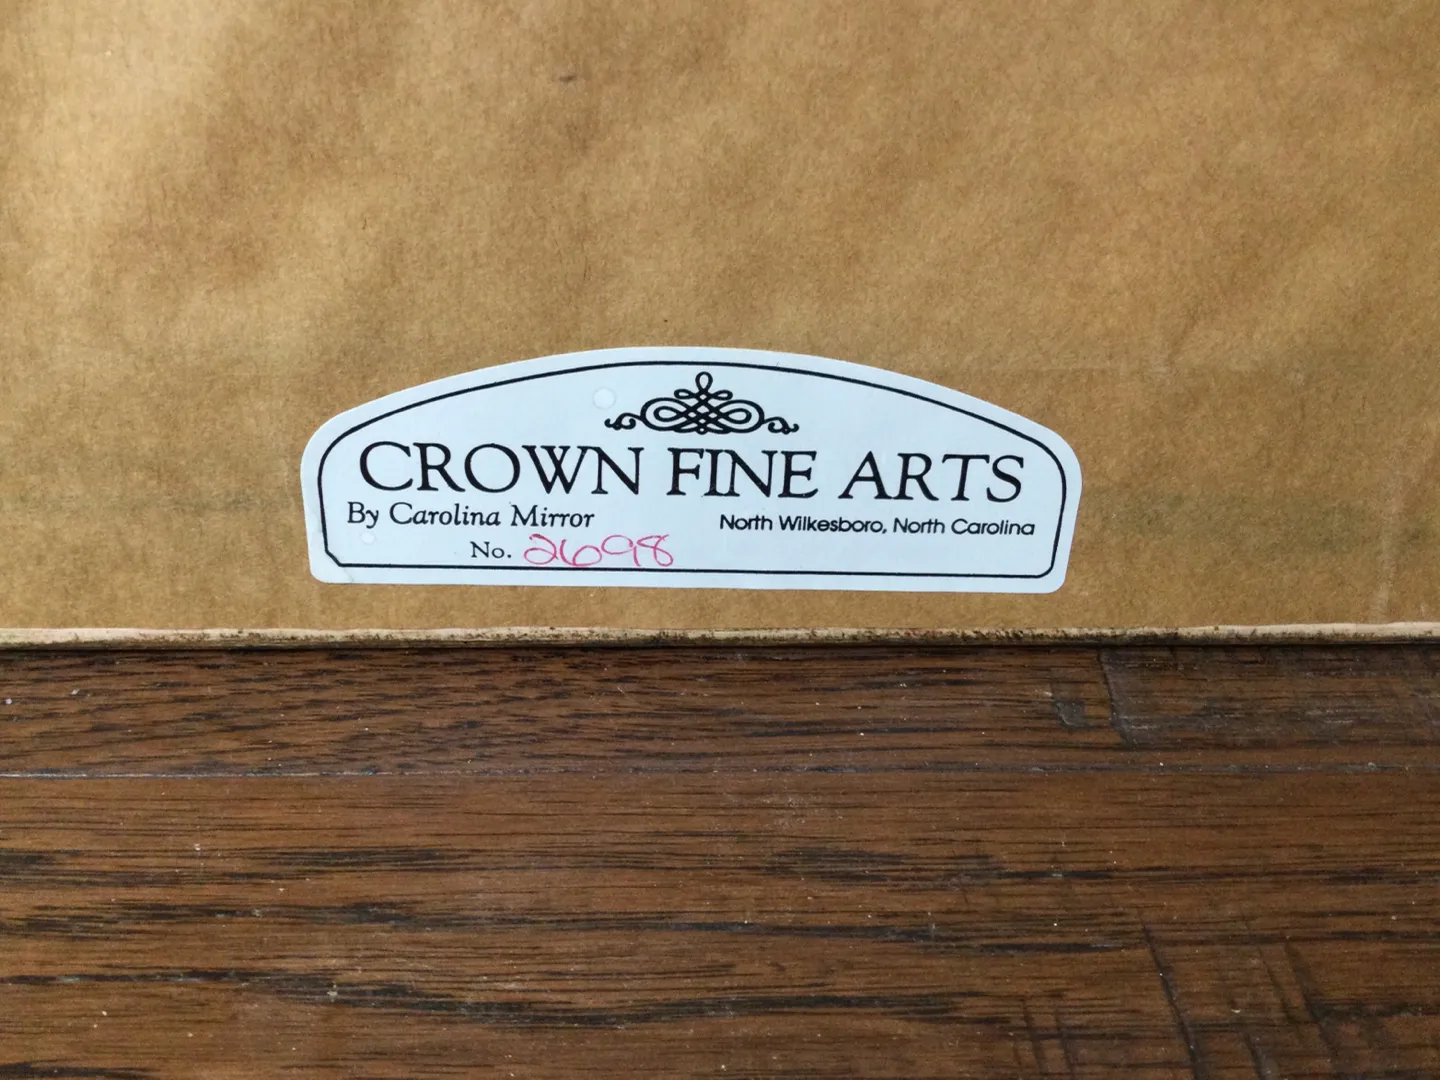 CROWN FINE ARTS
By Carolina Mirror
North Wilkesboro, North Carolina
No. 2698